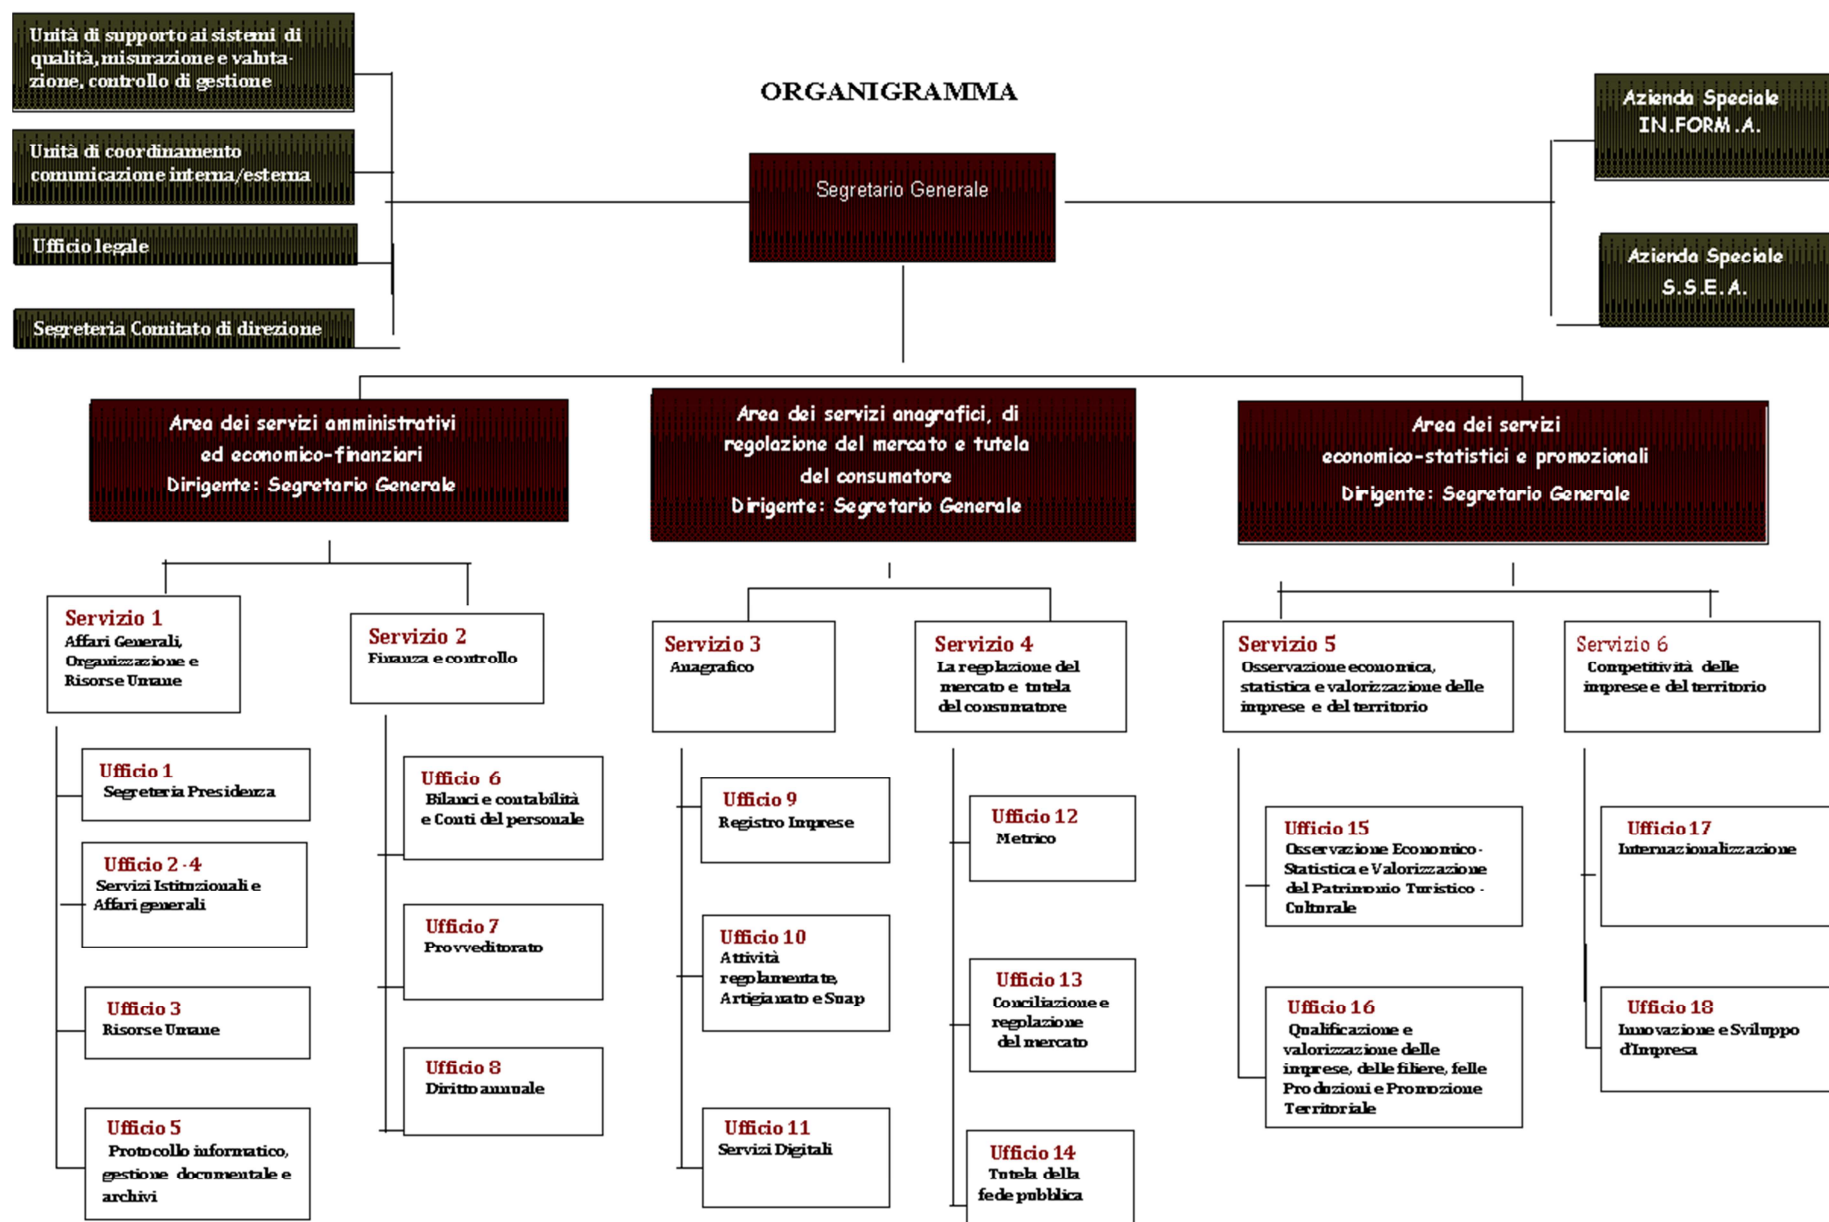 Unità di supporto ai sistemi di
qualità, misurazione e valuta-
zione, controllo di gestione
Unità di coordinamento
comunicazione interna/esterna
Ufficio legale
Segreteria Comitato di direzione
ORGANIGRAMMA
Segretario Generale
Azienda Speciale
IN.FORM.A.
Azienda Speciale
S.S.E.A.
Area dei servizi amministrativi
ed economico-finanziari
Dirigente: Segretario Generale
Area dei servizi anagrafici, di
regolazione del mercato e tutela
del consumatore
Dirigente: Segretario Generale
Area dei servizi
economico-statistici e promozionali
Dirigente: Segretario Generale
Servizio 1
Affari Generali,
Organizzazione e
Risorse Umane
Servizio 2
Finanza e controllo
Servizio 3
Anagrafico
Servizio 4
La regolazione del
mercato e tutela
del consumatore
Servizio 5
Osservazione economica,
statistica e valorizzazione delle
imprese e del territorio
Servizio 6
Competitività delle
imprese e del territorio
Ufficio 1
Segreteria Presidenza
Ufficio 2 - 4
Servizi Istituzionali e
Affari generali
Ufficio 3
Risorse Umane
Ufficio 5
Protocollo informatico,
gestione documentale e
archivi
Ufficio 6
Bilanci e contabilità
e Conti del personale
Ufficio 7
Provveditorato
Ufficio 8
Diritto annuale
Ufficio 9
Registro Imprese
Ufficio 10
Attività
regolamentate,
Artigianato e Suap
Ufficio 11
Servizi Digitali
Ufficio 12
Metrico
Ufficio 13
Conciliazione e
regolazione
del mercato
Ufficio 14
Tutela della
fede pubblica
Ufficio 15
Osservazione Economico-
Statistica e Valorizzazione
del Patrimonio Turistico -
Culturale
Ufficio 16
Qualificazione e
valorizzazione delle
imprese, delle filiere, felle
Produzioni e Promozione
Territoriale
Ufficio 17
Internazionalizzazione
Ufficio 18
Innovazione e Sviluppo
d'Impresa